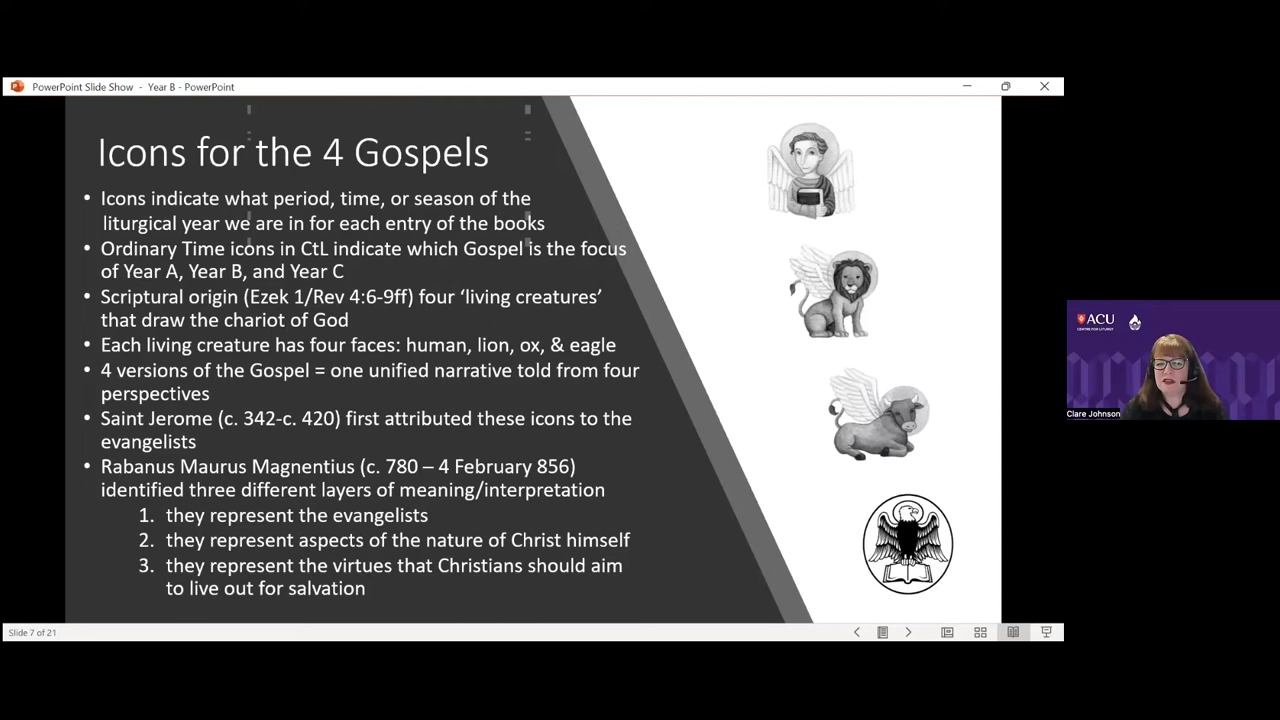 PowerPoint Slide Show - Year B - PowerPoint
Icons for the 4 Gospels
• Icons indicate what period, time, or season of the
liturgical year we are in for each entry of the books
• Ordinary Time icons in CtL indicate which Gospel is the focus
of Year A, Year B, and Year C
• Scriptural origin (Ezek 1/Rev 4:6-9ff) four ‘living creatures’
that draw the chariot of God
• Each living creature has four faces: human, lion, ox, & eagle
• 4 versions of the Gospel = one unified narrative told from four
perspectives
• Saint Jerome (c. 342-c. 420) first attributed these icons to the
evangelists
• Rabanus Maurus Magnentius (c. 780 – 4 February 856)
identified three different layers of meaning/interpretation
1. they represent the evangelists
2. they represent aspects of the nature of Christ himself
3. they represent the virtues that Christians should aim
to live out for salvation
Slide 7 of 21
ACU
CENTRE FOR LITURGY
Clare Johnson